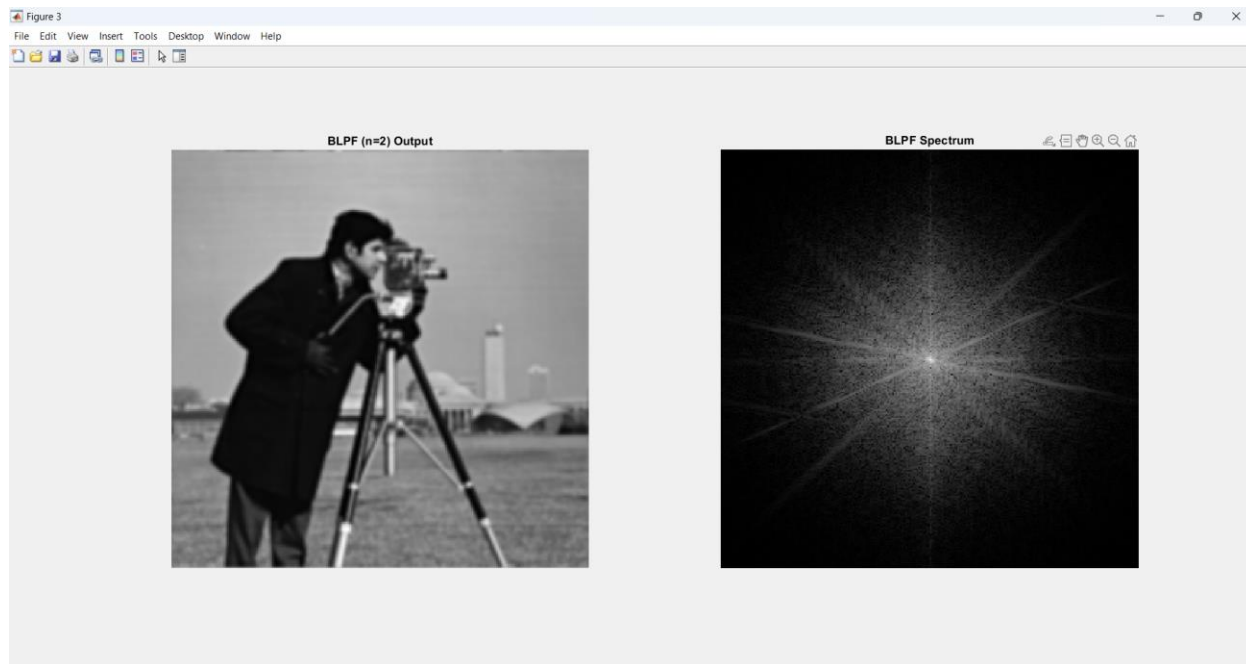 Figure 3
File Edit View Insert Tools Desktop Window Help
BLPF (n=2) Output
BLPF Spectrum